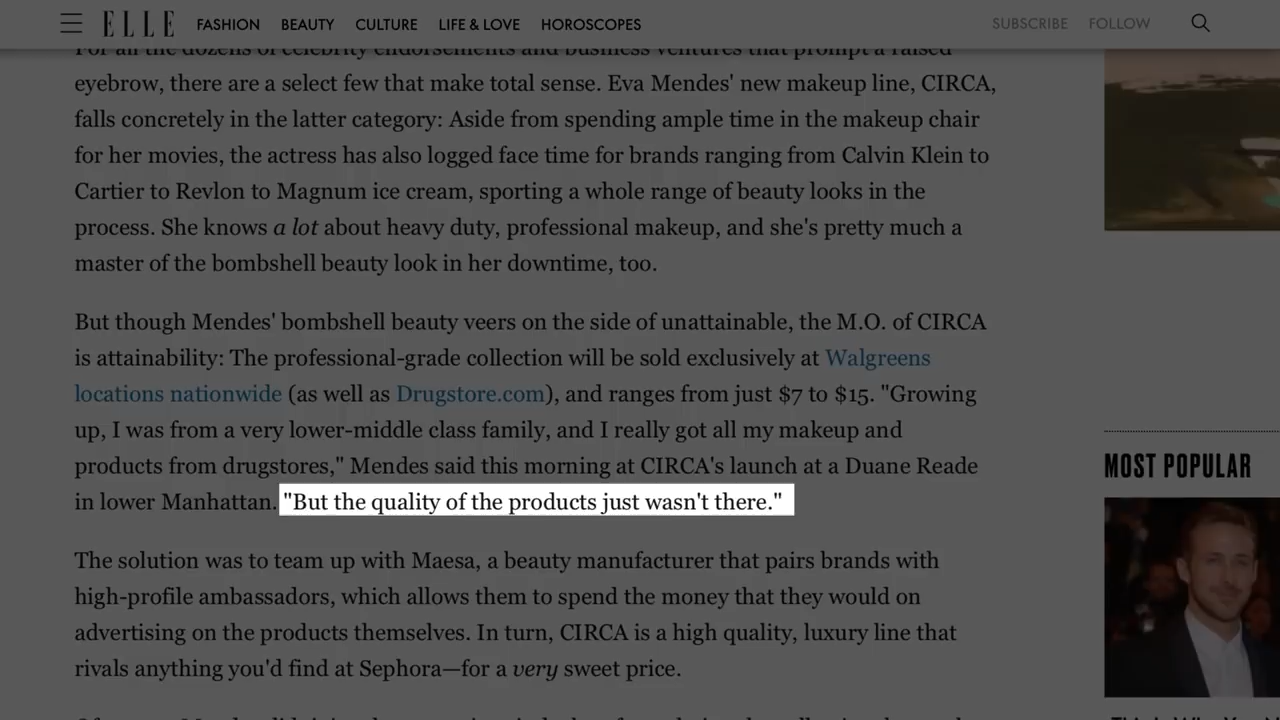 ELLE FASHION BEAUTY CULTURE LIFE & LOVE HOROSCOPES SUBSCRIBE FOLLOW
For all the dozens of celebrity endorsements and business ventures that prompt a raised
eyebrow, there are a select few that make total sense. Eva Mendes' new makeup line, CIRCA,
falls concretely in the latter category: Aside from spending ample time in the makeup chair
for her movies, the actress has also logged face time for brands ranging from Calvin Klein to
Cartier to Revlon to Magnum ice cream, sporting a whole range of beauty looks in the
process. She knows a lot about heavy duty, professional makeup, and she's pretty much a
master of the bombshell beauty look in her downtime, too.
But though Mendes' bombshell beauty veers on the side of unattainable, the M.O. of CIRCA
is attainability: The professional-grade collection will be sold exclusively at Walgreens
locations nationwide (as well as Drugstore.com), and ranges from just $7 to $15. "Growing
up, I was from a very lower-middle class family, and I really got all my makeup and
products from drugstores," Mendes said this morning at CIRCA's launch at a Duane Reade
in lower Manhattan. "But the quality of the products just wasn't there."
The solution was to team up with Maesa, a beauty manufacturer that pairs brands with
high-profile ambassadors, which allows them to spend the money that they would on
advertising on the products themselves. In turn, CIRCA is a high quality, luxury line that
rivals anything you'd find at Sephora—for a very sweet price.
MOST POPULAR